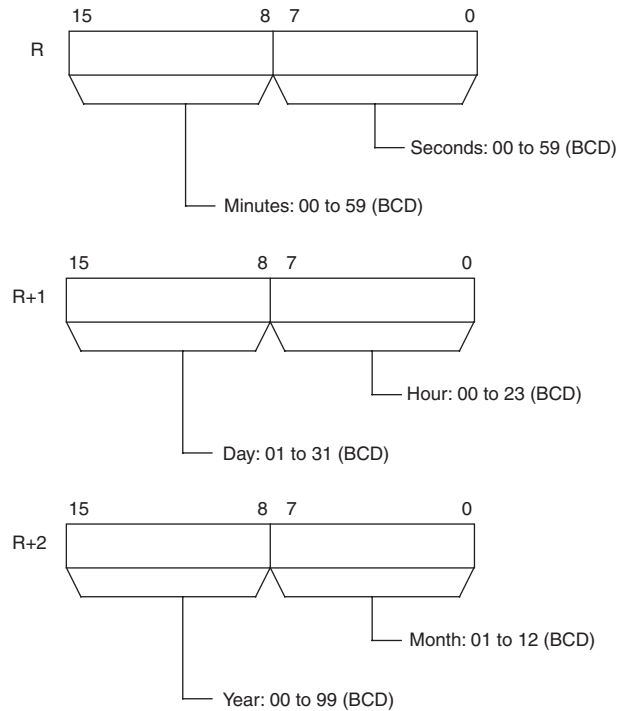 15 8 7 0
R
Seconds: 00 to 59 (BCD)
Minutes: 00 to 59 (BCD)
15 8 7 0
R+1
Hour: 00 to 23 (BCD)
Day: 01 to 31 (BCD)
15 8 7 0
R+2
Month: 01 to 12 (BCD)
Year: 00 to 99 (BCD)